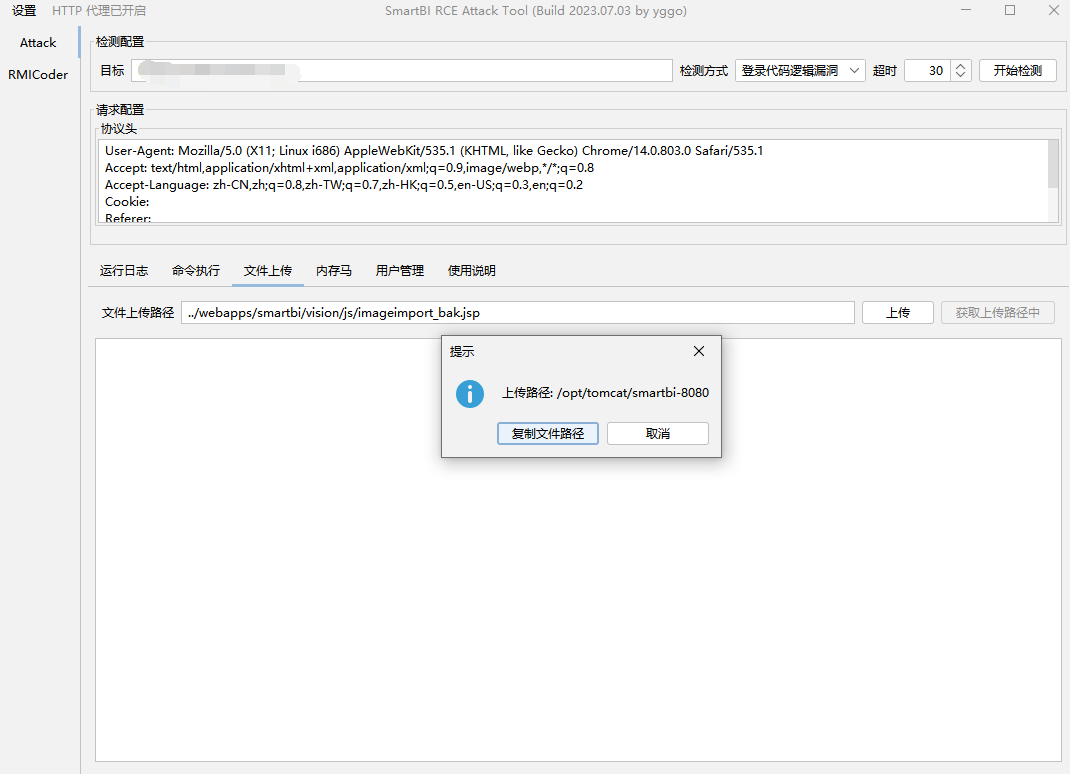 设置 HTTP 代理已开启 SmartBI RCE Attack Tool (Build 2023.07.03 by yggo)
Attack
RMICoder
检测配置
目标 检测方式 登录代码逻辑漏洞 超时 30 开始检测
请求配置
协议头
User-Agent: Mozilla/5.0 (X11; Linux i686) AppleWebKit/535.1 (KHTML, like Gecko) Chrome/14.0.803.0 Safari/535.1
Accept: text/html,application/xhtml+xml,application/xml;q=0.9,image/webp,*/*;q=0.8
Accept-Language: zh-CN,zh;q=0.8,zh-TW;q=0.7,zh-HK;q=0.5,en-US;q=0.3,en;q=0.2
Cookie:
Referer:
运行日志 命令执行 文件上传 内存马 用户管理 使用说明
文件上传路径 ../webapps/smartbi/vision/js/imageimport_bak.jsp 上传 获取上传路径中
提示
上传路径: /opt/tomcat/smartbi-8080
复制文件路径 取消